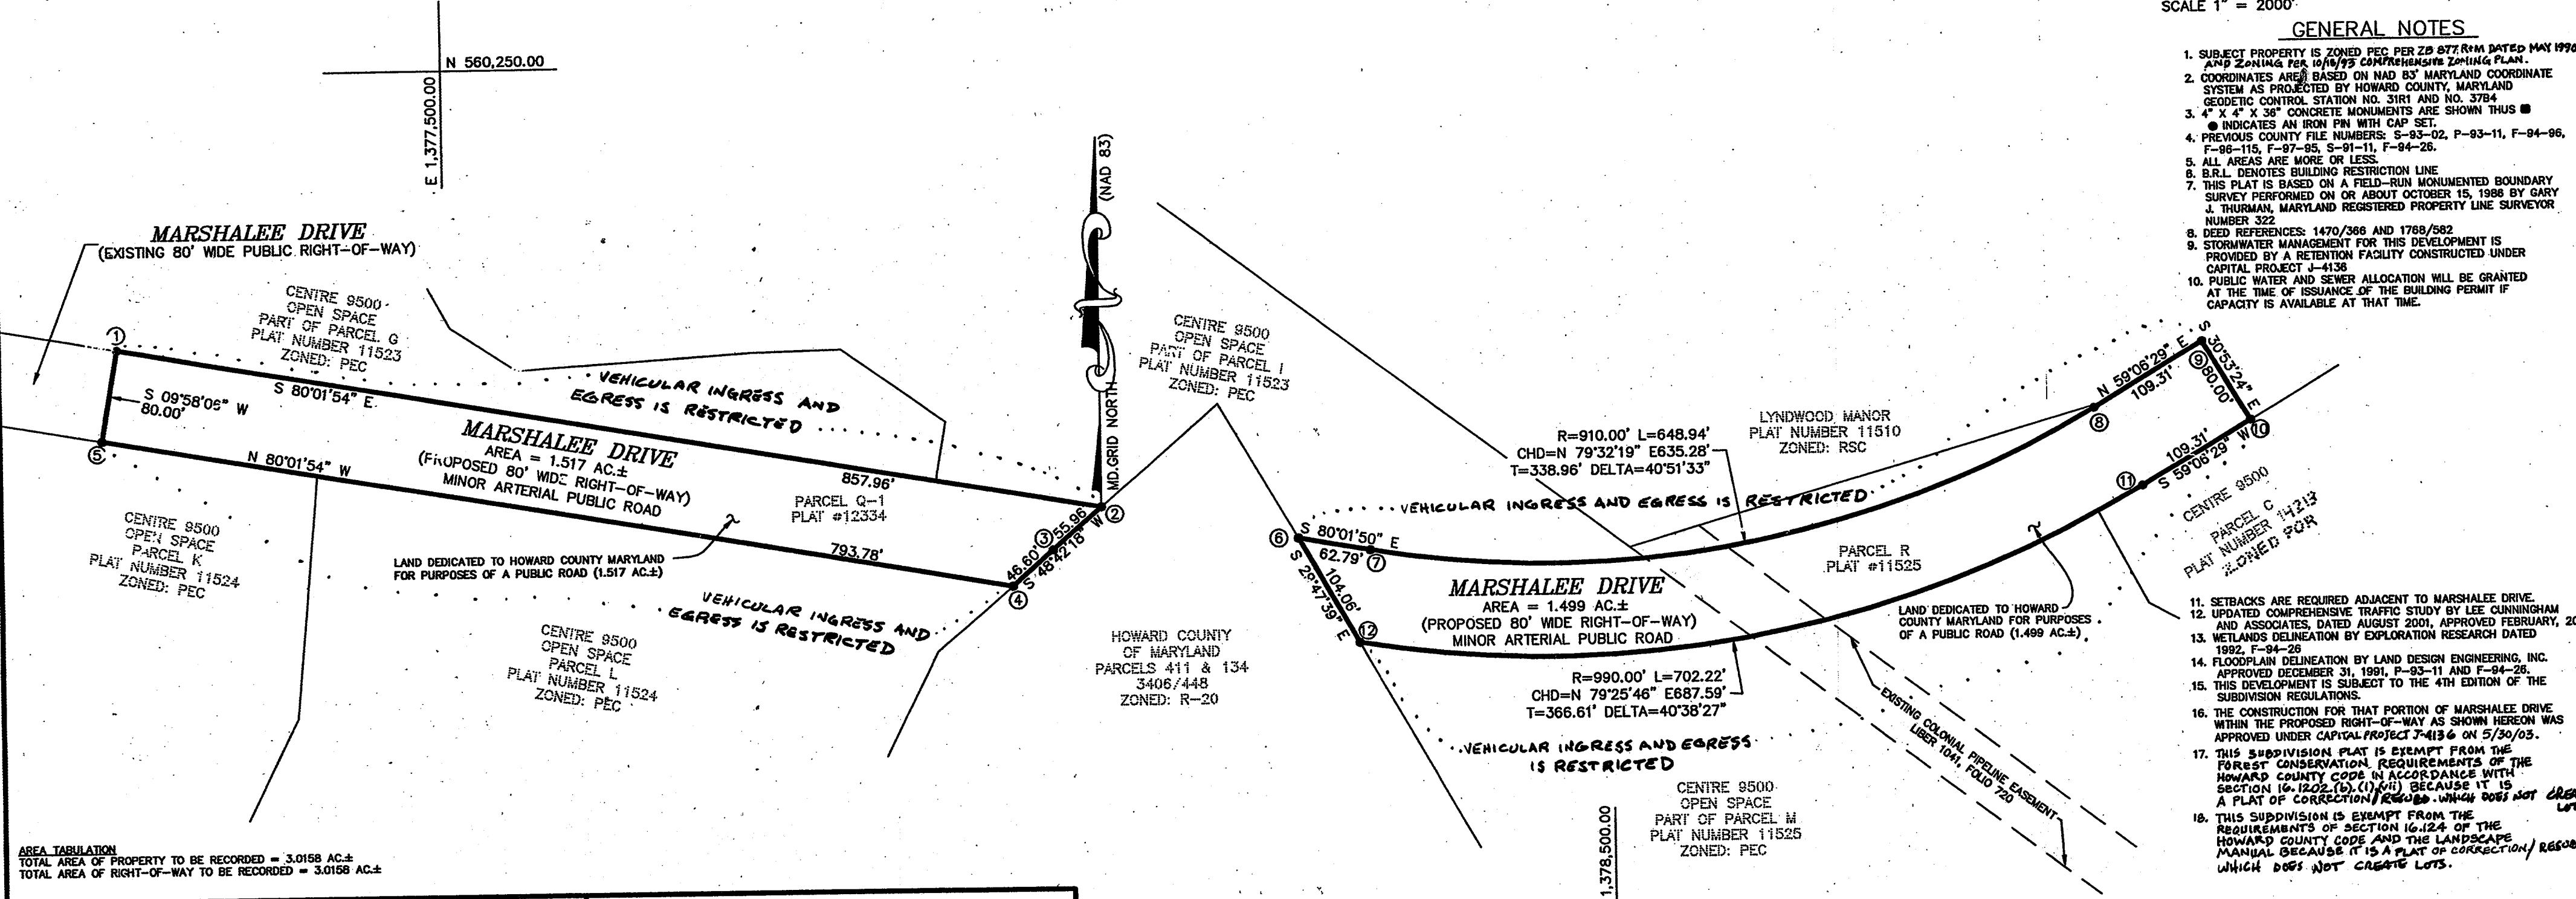 SCALE 1" = 2000'
GENERAL NOTES
1. SUBJECT PROPERTY IS ZONED PEC PER ZB 877, R+M DATED MAY 1990
AND ZONING PER 10/18/93 COMPREHENSIVE ZONING PLAN.
2. COORDINATES ARE BASED ON NAD 83' MARYLAND COORDINATE
SYSTEM AS PROJECTED BY HOWARD COUNTY, MARYLAND
GEODETIC CONTROL STATION NO. 31R1 AND NO. 37B4
3. 4" X 4" X 36" CONCRETE MONUMENTS ARE SHOWN THUS
INDICATES AN IRON PIN WITH CAP SET.
4. PREVIOUS COUNTY FILE NUMBERS: S-93-02, P-93-11, F-94-96,
F-96-115, F-97-95, S-91-11, F-94-26.
5. ALL AREAS ARE MORE OR LESS.
6. B.R.L. DENOTES BUILDING RESTRICTION LINE
7. THIS PLAT IS BASED ON A FIELD-RUN MONUMENTED BOUNDARY
SURVEY PERFORMED ON OR ABOUT OCTOBER 15, 1986 BY GARY
J. THURMAN, MARYLAND REGISTERED PROPERTY LINE SURVEYOR
NUMBER 322
8. DEED REFERENCES: 1470/366 AND 1768/582
9. STORMWATER MANAGEMENT FOR THIS DEVELOPMENT IS
PROVIDED BY A RETENTION FACILITY CONSTRUCTED UNDER
CAPITAL PROJECT J-4136
10. PUBLIC WATER AND SEWER ALLOCATION WILL BE GRANTED
AT THE TIME OF ISSUANCE OF THE BUILDING PERMIT IF
CAPACITY IS AVAILABLE AT THAT TIME.
N 560,250.00
E 1,377,500.00
MARSHALEE DRIVE
(EXISTING 80' WIDE PUBLIC RIGHT-OF-WAY)
CENTRE 9500
OPEN SPACE
PART OF PARCEL G
PLAT NUMBER 11523
ZONED: PEC
1
S 09°58'06" W
80.00'
S 80°01'54" E
857.96'
VEHICULAR INGRESS AND
EGRESS IS RESTRICTED
MARSHALEE DRIVE
AREA = 1.517 AC.±
(PROPOSED 80' WIDE RIGHT-OF-WAY)
MINOR ARTERIAL PUBLIC ROAD
5
N 80°01'54" W
793.78'
PARCEL Q-1
PLAT #12334
LAND DEDICATED TO HOWARD COUNTY MARYLAND
FOR PURPOSES OF A PUBLIC ROAD (1.517 AC.±)
CENTRE 9500
OPEN SPACE
PARCEL K
PLAT NUMBER 11524
ZONED: PEC
VEHICULAR INGRESS AND
EGRESS IS RESTRICTED
CENTRE 9500
OPEN SPACE
PARCEL L
PLAT NUMBER 11524
ZONED: PEC
MD.GRID NORTH
(NAD 83)
2
3
4
55.96
46.60'
S 48°42'18" W
CENTRE 9500
OPEN SPACE
PART OF PARCEL I
PLAT NUMBER 11523
ZONED: PEC
HOWARD COUNTY
OF MARYLAND
PARCELS 411 & 134
3406/448
ZONED: R-20
6
S 80°01'50" E
62.79'
7
104.06'
S 29°47'39" E
12
R=910.00' L=648.94'
CHD=N 79°32'19" E635.28'
T=338.96' DELTA=40°51'33"
VEHICULAR INGRESS AND EGRESS IS RESTRICTED
LYNDWOOD MANOR
PLAT NUMBER 11510
ZONED: RSC
8
N 59°06'29" E
109.31'
9
S 30°53'24" E
80.00'
10
109.31'
S 59°06'29" W
11
PARCEL R
PLAT #11525
MARSHALEE DRIVE
AREA = 1.499 AC.±
(PROPOSED 80' WIDE RIGHT-OF-WAY)
MINOR ARTERIAL PUBLIC ROAD
R=990.00' L=702.22'
CHD=N 79°25'46" E687.59'
T=366.61' DELTA=40°38'27"
VEHICULAR INGRESS AND EGRESS
IS RESTRICTED
LAND DEDICATED TO HOWARD
COUNTY MARYLAND FOR PURPOSES
OF A PUBLIC ROAD (1.499 AC.±)
EXISTING COLONIAL PIPELINE EASEMENT
LIBER 1041, FOLIO 720
CENTRE 9500
PARCEL C
PLAT NUMBER 14213
ZONED POR
CENTRE 9500
OPEN SPACE
PART OF PARCEL M
PLAT NUMBER 11525
ZONED: PEC
1,378,500.00
11. SETBACKS ARE REQUIRED ADJACENT TO MARSHALEE DRIVE.
12. UPDATED COMPREHENSIVE TRAFFIC STUDY BY LEE CUNNINGHAM
AND ASSOCIATES, DATED AUGUST 2001, APPROVED FEBRUARY, 20
13. WETLANDS DELINEATION BY EXPLORATION RESEARCH DATED
1992, F-94-26
14. FLOODPLAIN DELINEATION BY LAND DESIGN ENGINEERING, INC.
APPROVED DECEMBER 31, 1991, P-93-11 AND F-94-26.
15. THIS DEVELOPMENT IS SUBJECT TO THE 4TH EDITION OF THE
SUBDIVISION REGULATIONS.
16. THE CONSTRUCTION FOR THAT PORTION OF MARSHALEE DRIVE
WITHIN THE PROPOSED RIGHT-OF-WAY AS SHOWN HEREON WAS
APPROVED UNDER CAPITAL PROJECT J-4136 ON 5/30/03.
17. THIS SUBDIVISION PLAT IS EXEMPT FROM THE
FOREST CONSERVATION REQUIREMENTS OF THE
HOWARD COUNTY CODE IN ACCORDANCE WITH
SECTION 16.1202.(b).(1).(vii) BECAUSE IT IS
A PLAT OF CORRECTION/RESUBD. WHICH DOES NOT CREA
LOT
18. THIS SUBDIVISION IS EXEMPT FROM THE
REQUIREMENTS OF SECTION 16.124 OF THE
HOWARD COUNTY CODE AND THE LANDSCAPE
MANUAL BECAUSE IT IS A PLAT OF CORRECTION/RESUB
WHICH DOES NOT CREATE LOTS.
AREA TABULATION
TOTAL AREA OF PROPERTY TO BE RECORDED = 3.0158 AC.±
TOTAL AREA OF RIGHT-OF-WAY TO BE RECORDED = 3.0158 AC.±